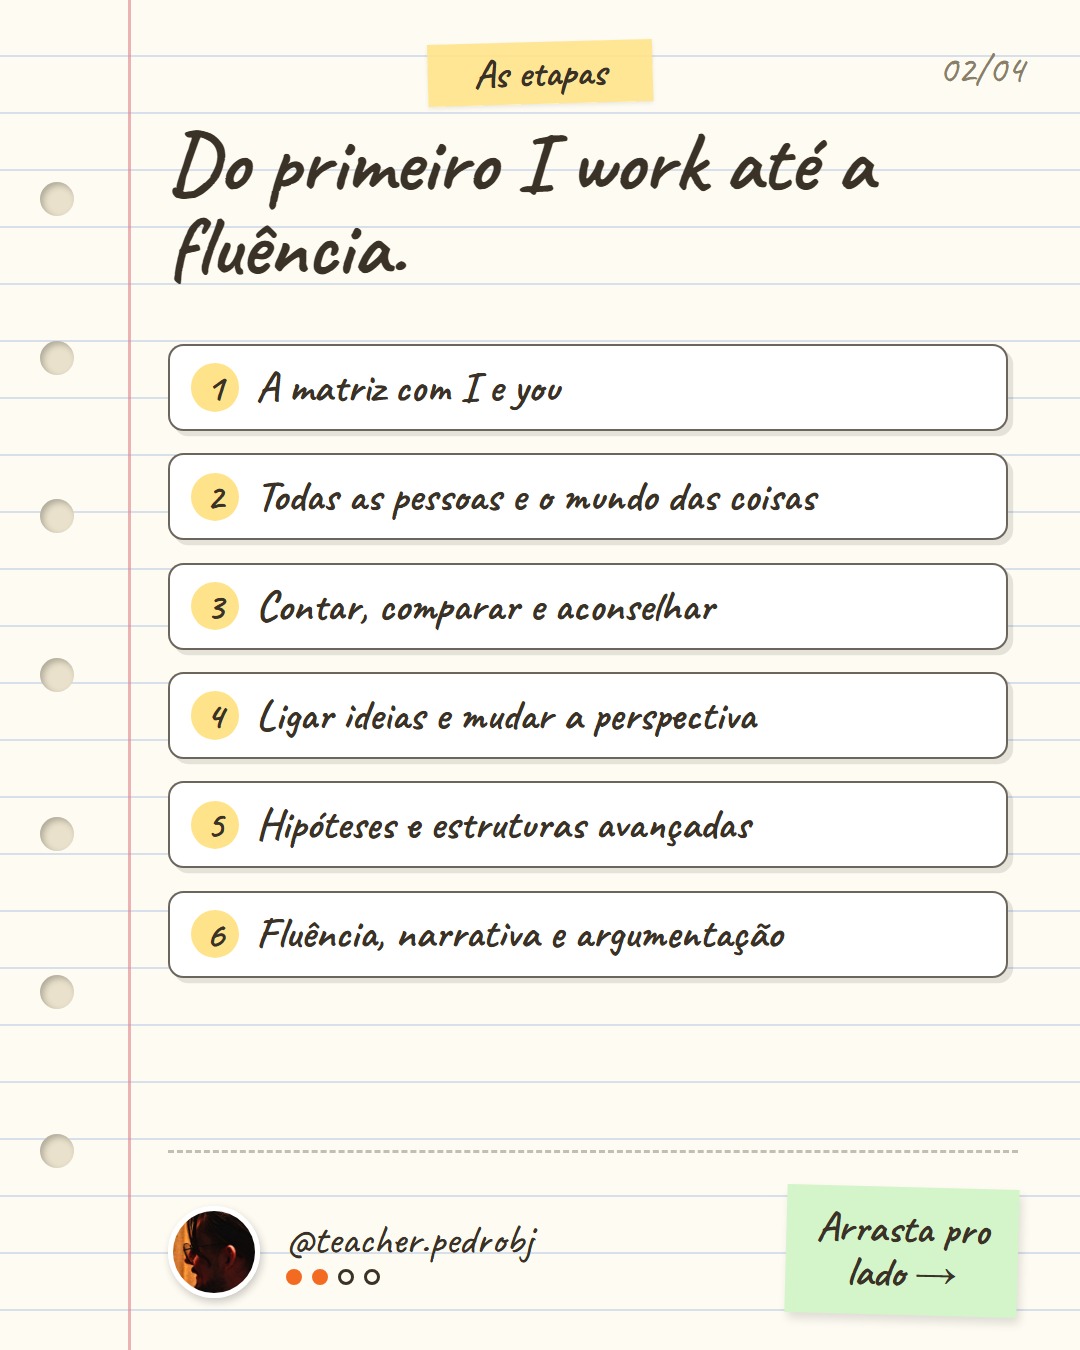 As etapas
02/04
Do primeiro I work até a
fluência.
1 A matriz com I e you
2 Todas as pessoas e o mundo das coisas
3 Contar, comparar e aconselhar
4 Ligar ideias e mudar a perspectiva
5 Hipóteses e estruturas avançadas
6 Fluência, narrativa e argumentação
@teacher.pedrobj
Arrasta pro
lado →